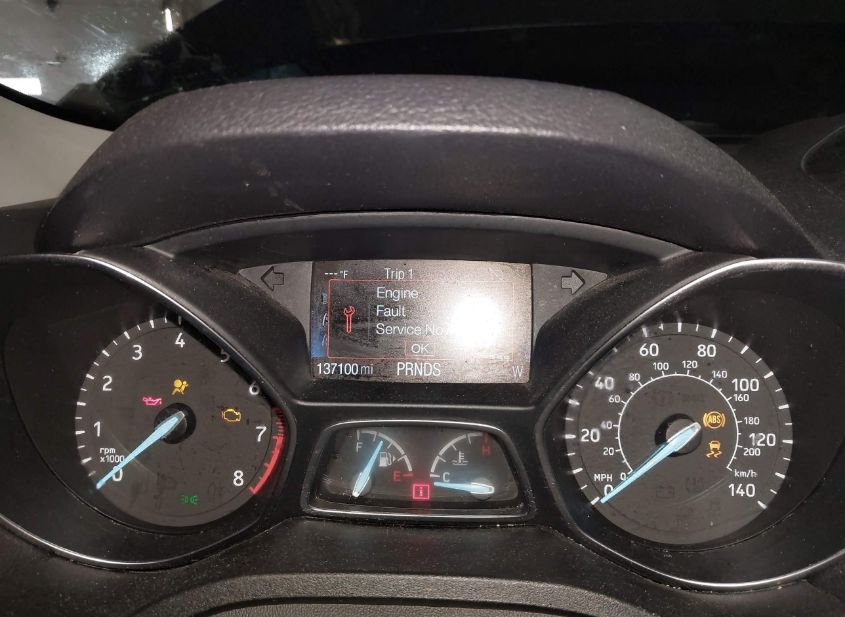 ---°F Trip 1
Engine
Fault
Service No
OK
137100 mi PRNDS W
0 1 2 3 4 5 6 7 8
rpm
x1000
F E
C H
i
0 20 40 60 80 100 120 140
MPH
0 20 40 60 80 100 120 140 160 180 200
km/h
ABS